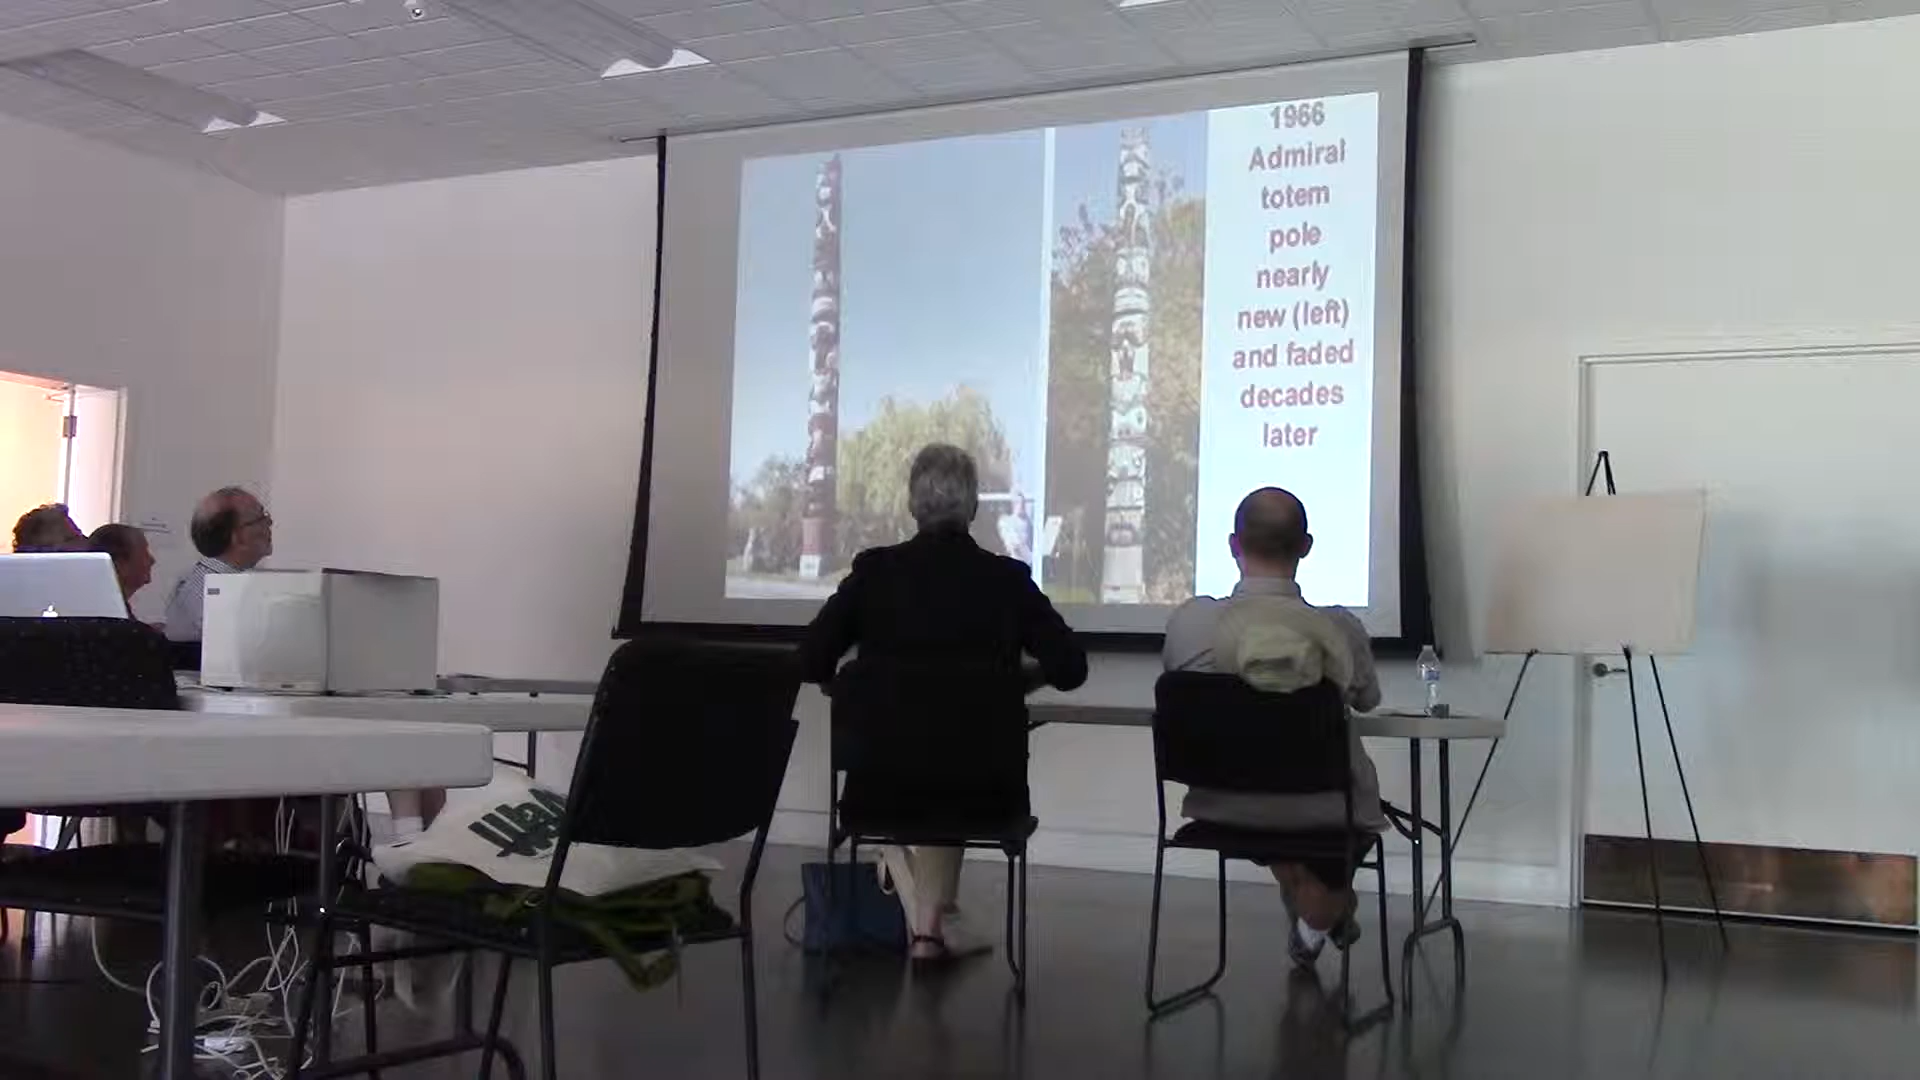 1966
Admiral
totem
pole
nearly
new (left)
and faded
decades
later